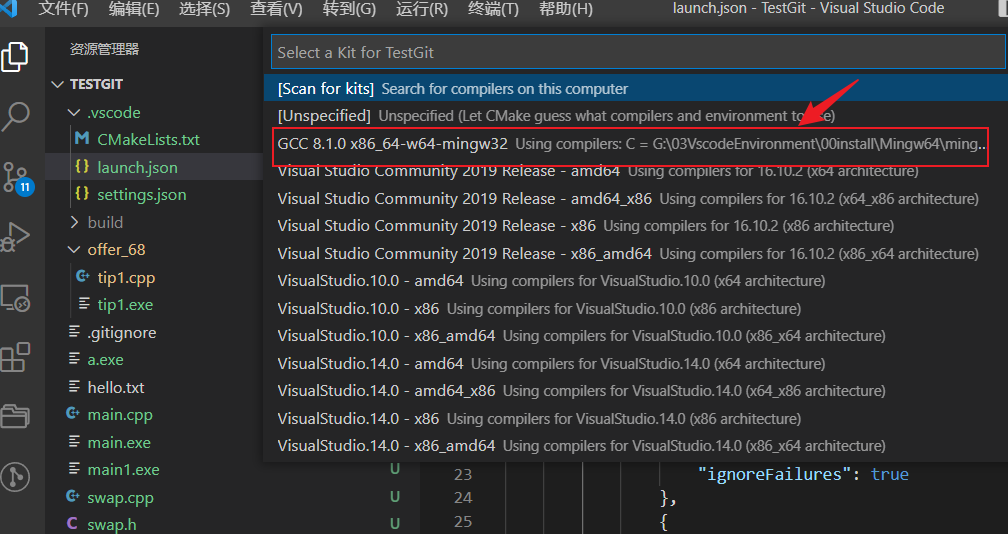 文件(F) 编辑(E) 选择(S) 查看(V) 转到(G) 运行(R) 终端(T) 帮助(H) launch.json - TestGit - Visual Studio Code
资源管理器
TESTGIT
.vscode
CMakeLists.txt
launch.json
settings.json
build
offer_68
tip1.cpp
tip1.exe
.gitignore
a.exe
hello.txt
main.cpp
main.exe
main1.exe U
swap.cpp U
swap.h U
11
Select a Kit for TestGit
[Scan for kits] Search for compilers on this computer
[Unspecified] Unspecified (Let CMake guess what compilers and environment to use)
GCC 8.1.0 x86_64-w64-mingw32 Using compilers: C = G:\03VscodeEnvironment\00install\Mingw64\ming...
Visual Studio Community 2019 Release - amd64 Using compilers for 16.10.2 (x64 architecture)
Visual Studio Community 2019 Release - amd64_x86 Using compilers for 16.10.2 (x64_x86 architecture)
Visual Studio Community 2019 Release - x86 Using compilers for 16.10.2 (x86 architecture)
Visual Studio Community 2019 Release - x86_amd64 Using compilers for 16.10.2 (x86_x64 architecture)
VisualStudio.10.0 - amd64 Using compilers for VisualStudio.10.0 (x64 architecture)
VisualStudio.10.0 - x86 Using compilers for VisualStudio.10.0 (x86 architecture)
VisualStudio.10.0 - x86_amd64 Using compilers for VisualStudio.10.0 (x86_x64 architecture)
VisualStudio.14.0 - amd64 Using compilers for VisualStudio.14.0 (x64 architecture)
VisualStudio.14.0 - amd64_x86 Using compilers for VisualStudio.14.0 (x64_x86 architecture)
VisualStudio.14.0 - x86 Using compilers for VisualStudio.14.0 (x86 architecture)
VisualStudio.14.0 - x86_amd64 Using compilers for VisualStudio.14.0 (x86_x64 architecture)
23 "ignoreFailures": true
24 },
25 {